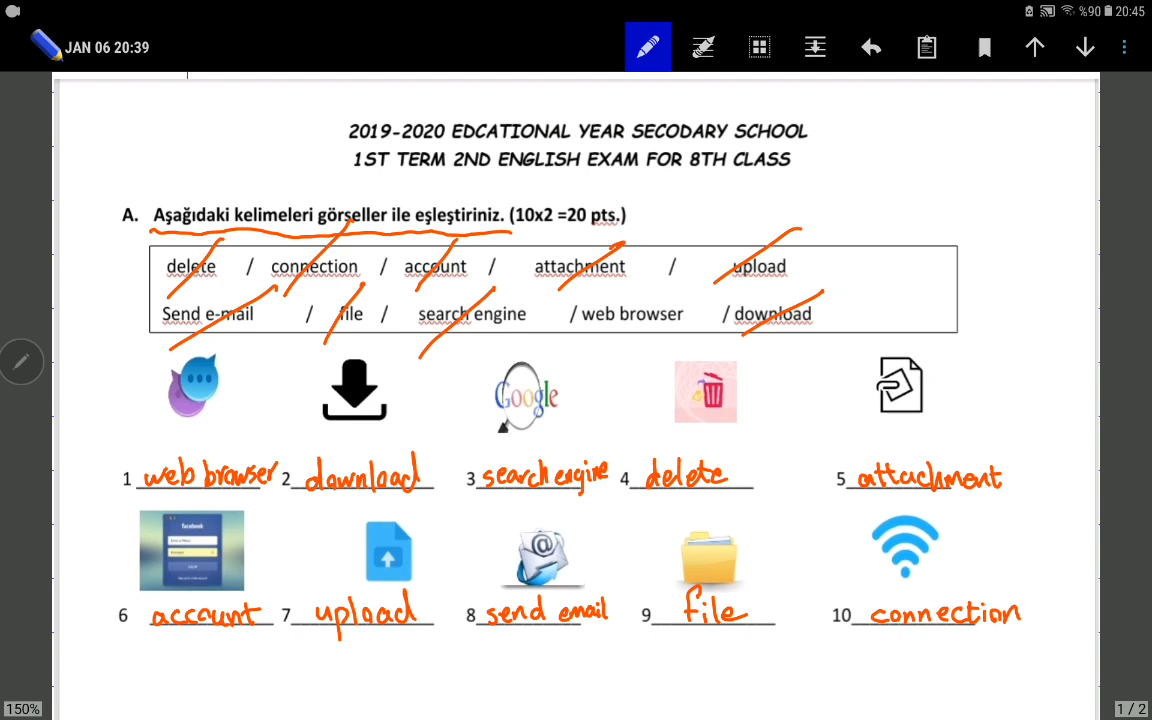 %90 20:45
JAN 06 20:39
2019-2020 EDCATIONAL YEAR SECODARY SCHOOL
1ST TERM 2ND ENGLISH EXAM FOR 8TH CLASS
A. Aşağıdaki kelimeleri görseller ile eşleştiriniz. (10x2 =20 pts.)
delete / connection / account / attachment / upload
Send e-mail / file / search engine / web browser / download
Google
1 web browser 2 download 3 search engine 4 delete 5 attachment
facebook
@
6 account 7 upload 8 send email 9 file 10 connection
150% 1 / 2